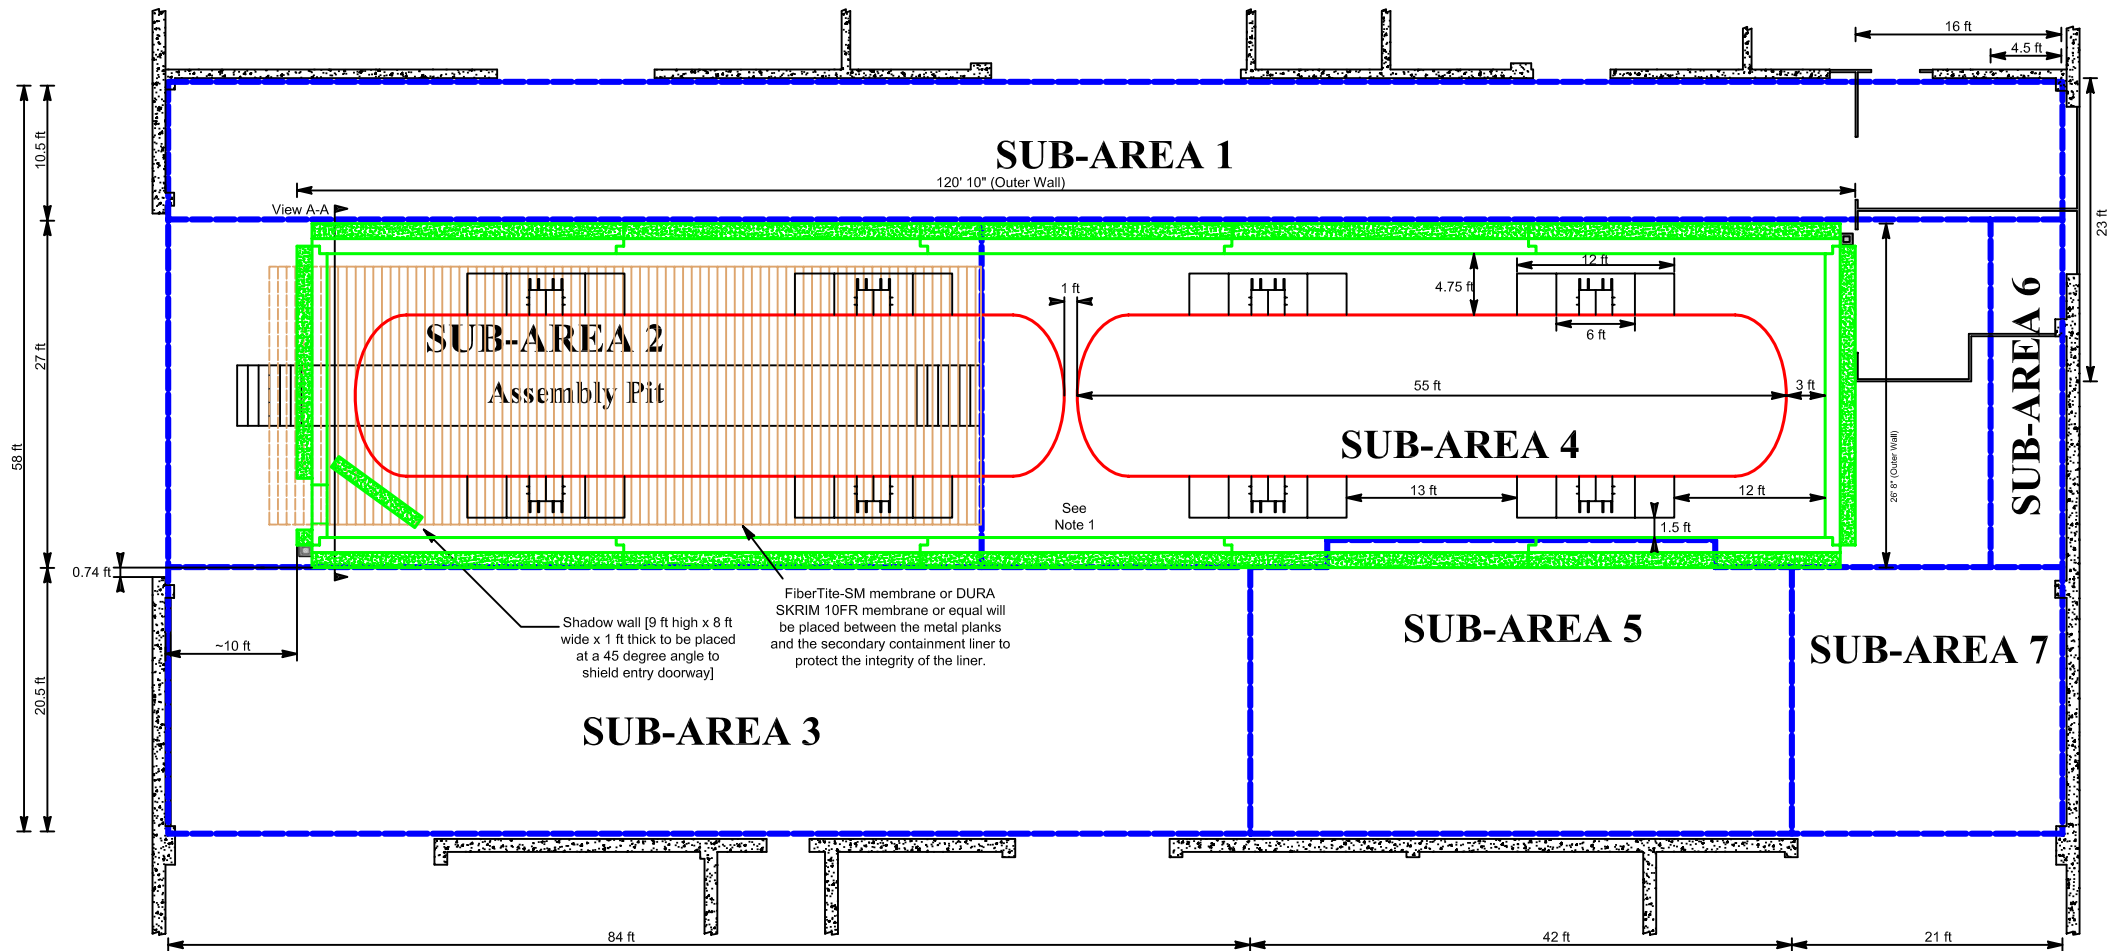 16 ft
4.5 ft
10.5 ft
SUB-AREA 1
120' 10" (Outer Wall)
View A-A
23 ft
12 ft
4.75 ft
1 ft
6 ft
SUB-AREA 2
SUB-AREA 6
27 ft
Assembly Pit
55 ft
3 ft
58 ft
SUB-AREA 4
26' 8" (Outer Wall)
13 ft
12 ft
See
Note 1
1.5 ft
0.74 ft
FiberTite-SM membrane or DURA
SKRIM 10FR membrane or equal will
be placed between the metal planks
and the secondary containment liner to
protect the integrity of the liner.
Shadow wall [9 ft high x 8 ft
wide x 1 ft thick to be placed
at a 45 degree angle to
shield entry doorway]
SUB-AREA 5
~10 ft
SUB-AREA 7
20.5 ft
SUB-AREA 3
84 ft
42 ft
21 ft